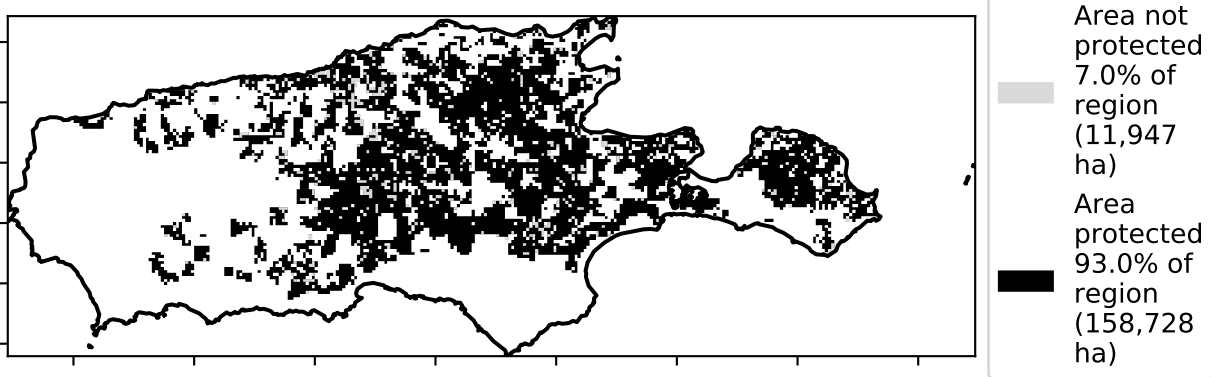 Area not
protected
7.0% of
region
(11,947
ha)
Area
protected
93.0% of
region
(158,728
ha)